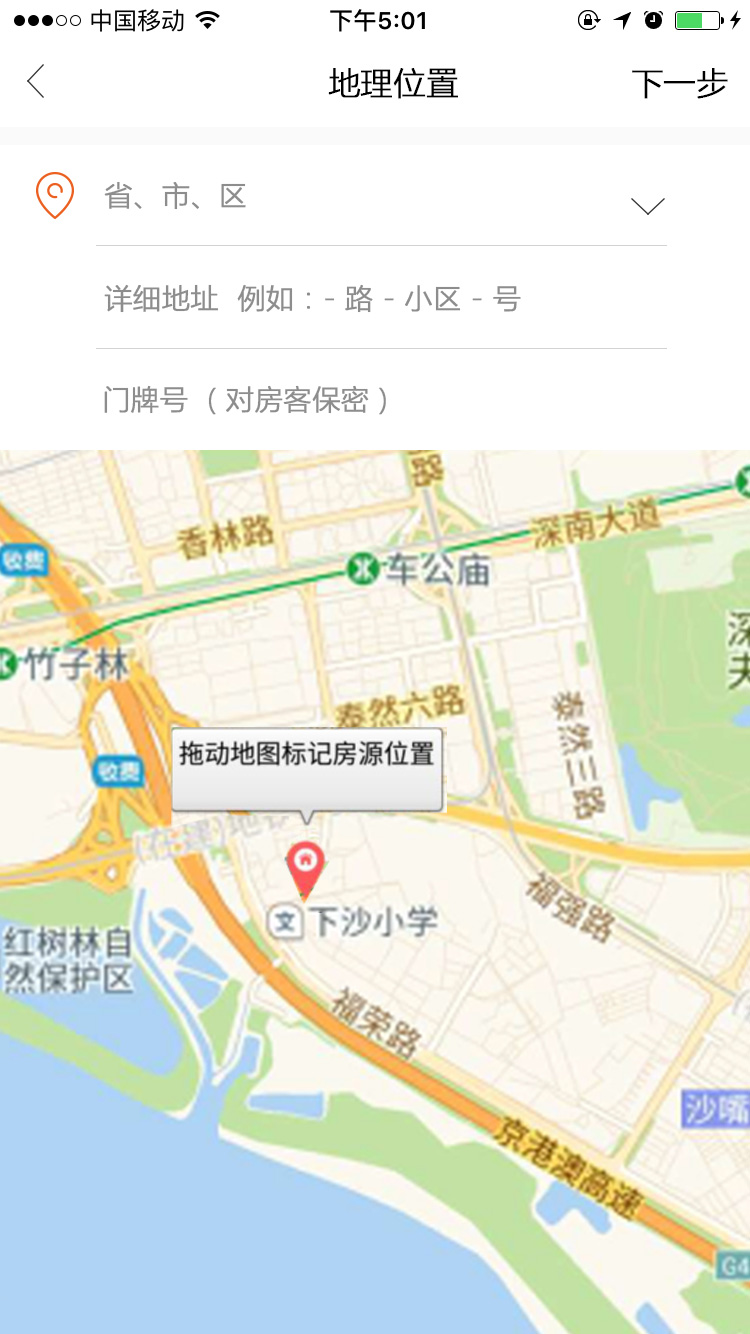 中国移动 下午5:01
地理位置 下一步
省、市、区
详细地址 例如：- 路 - 小区 - 号
门牌号（对房客保密）
路
香林路
深南大道
收费
车公庙
竹子林
深
夫
泰然六路
泰然三路
拖动地图标记房源位置
收费
(在建)地铁
福强路
文 下沙小学
红树林自
然保护区
福荣路
沙嘴
京港澳高速
G4